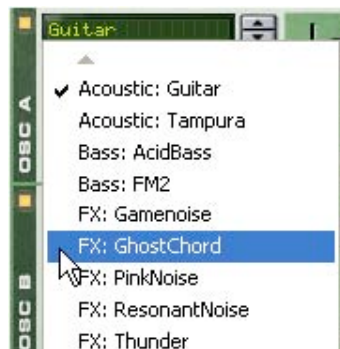 Guitar
Acoustic: Guitar
Acoustic: Tampura
Bass: AcidBass
Bass: FM2
FX: Gamenoise
FX: GhostChord
FX: PinkNoise
FX: ResonantNoise
FX: Thunder
OSC A
OSC B